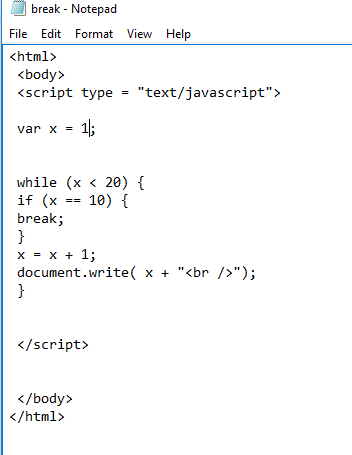 break - Notepad
File Edit Format View Help
<html>
<body>
<script type = "text/javascript">
var x = 1;
while (x < 20) {
if (x == 10) {
break;
}
x = x + 1;
document.write( x + "<br />");
}
</script>
</body>
</html>